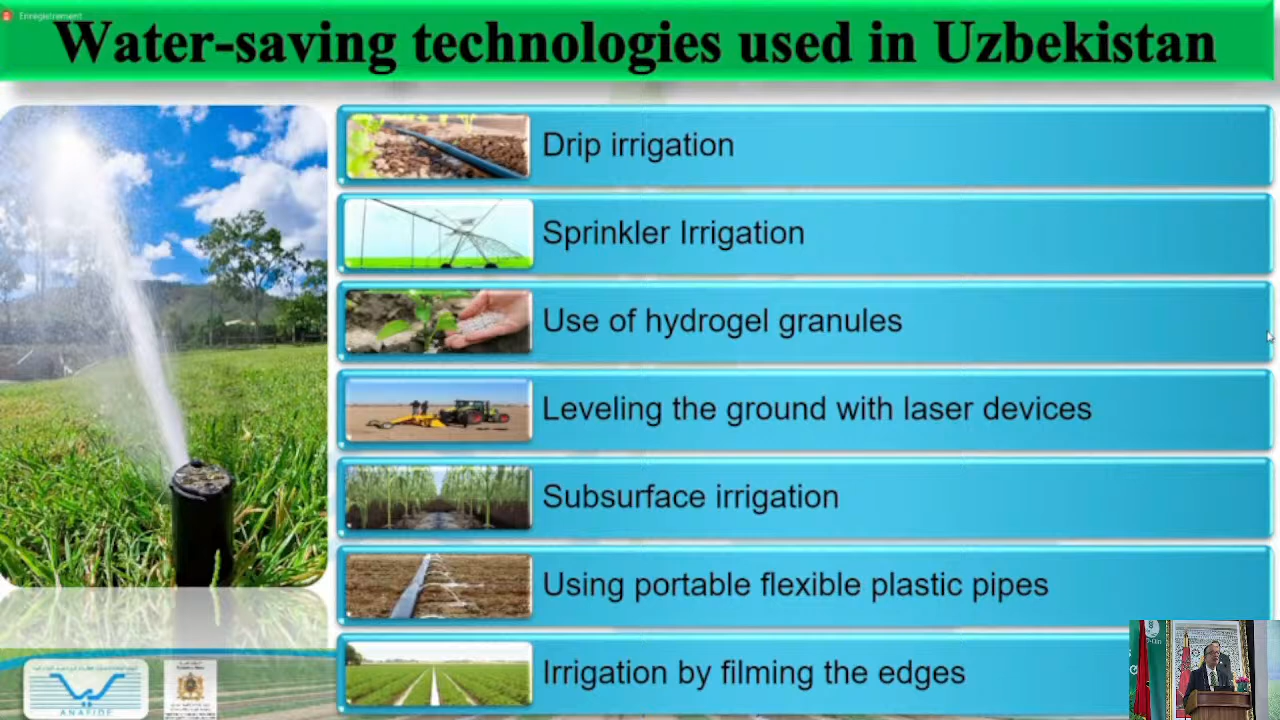 Enregistrement
Water-saving technologies used in Uzbekistan
Drip irrigation
Sprinkler Irrigation
Use of hydrogel granules
Leveling the ground with laser devices
Subsurface irrigation
Using portable flexible plastic pipes
Irrigation by filming the edges
ANAFIDE